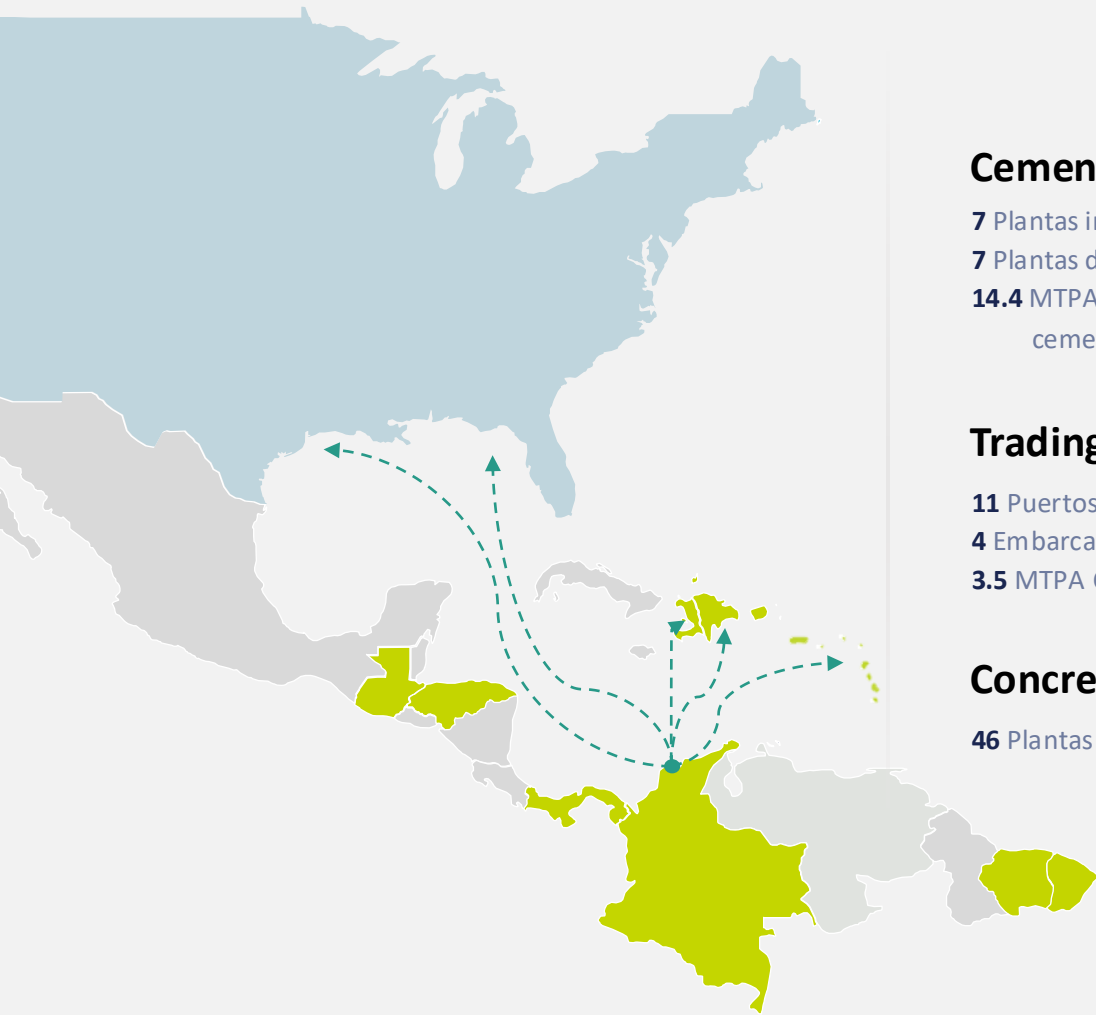 Cemen
7 Plantas i
7 Plantas d
14.4 MTPA
ceme
Trading
11 Puertos
4 Embarca
3.5 MTPA
Concre
46 Plantas